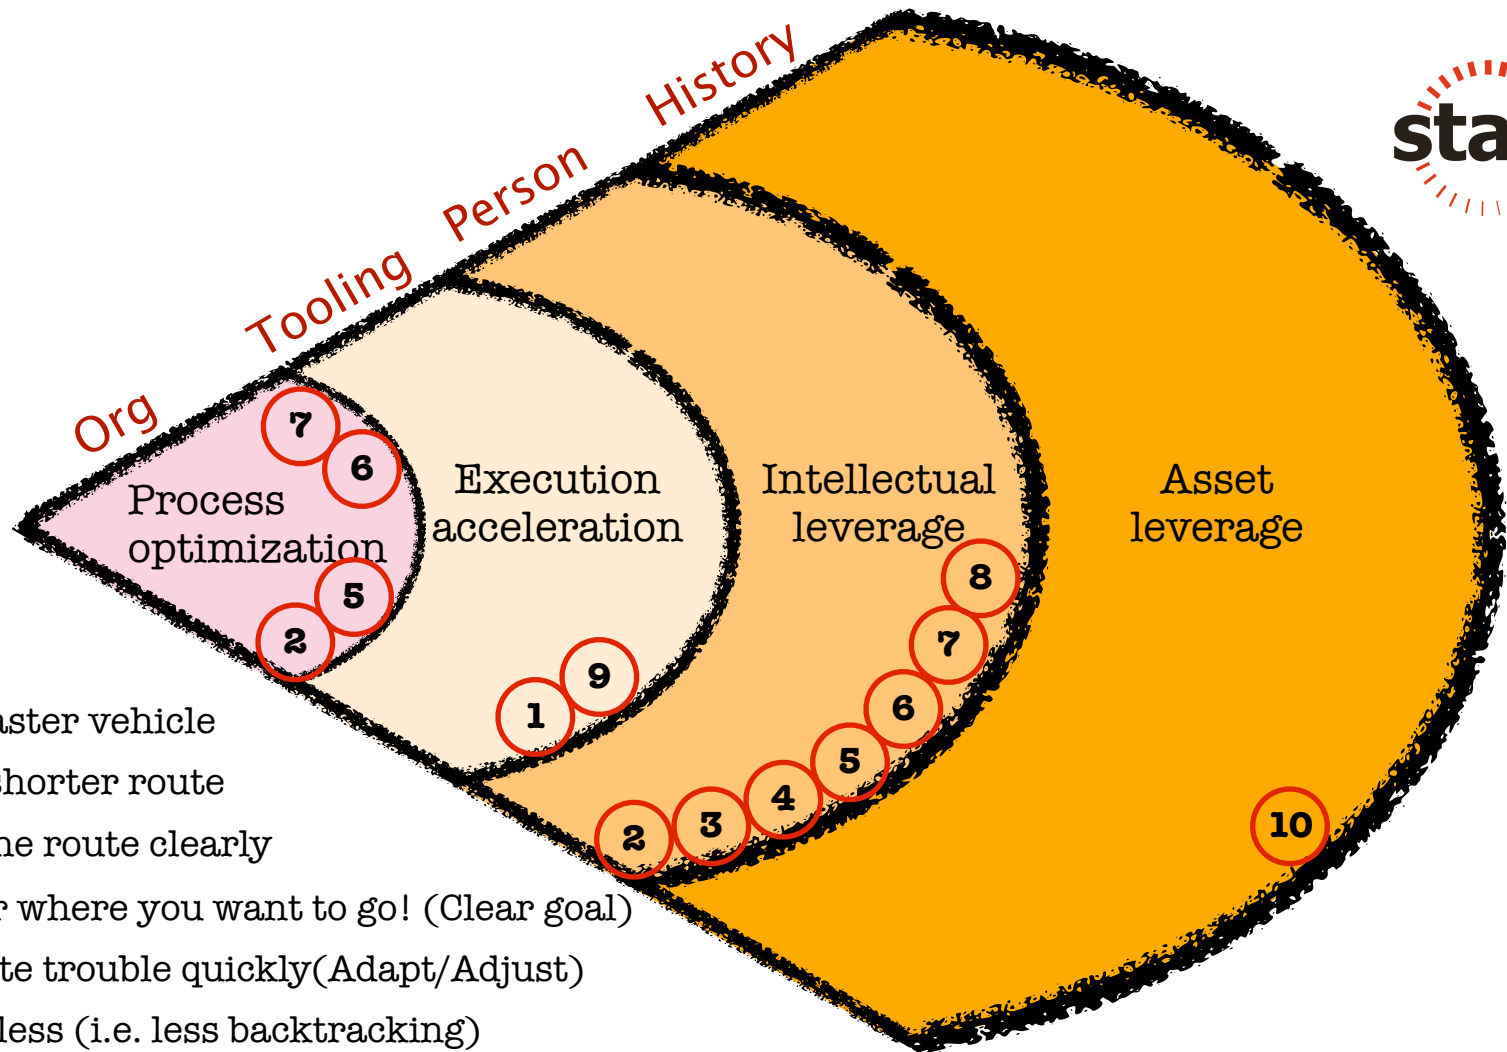 History
Person
Tooling
Org
sta
7
6
Process
optimization
5
2
Execution
acceleration
9
1
Intellectual
leverage
8
7
6
5
4
3
2
Asset
leverage
10
aster vehicle
shorter route
ne route clearly
r where you want to go! (Clear goal)
te trouble quickly(Adapt/Adjust)
less (i.e. less backtracking)